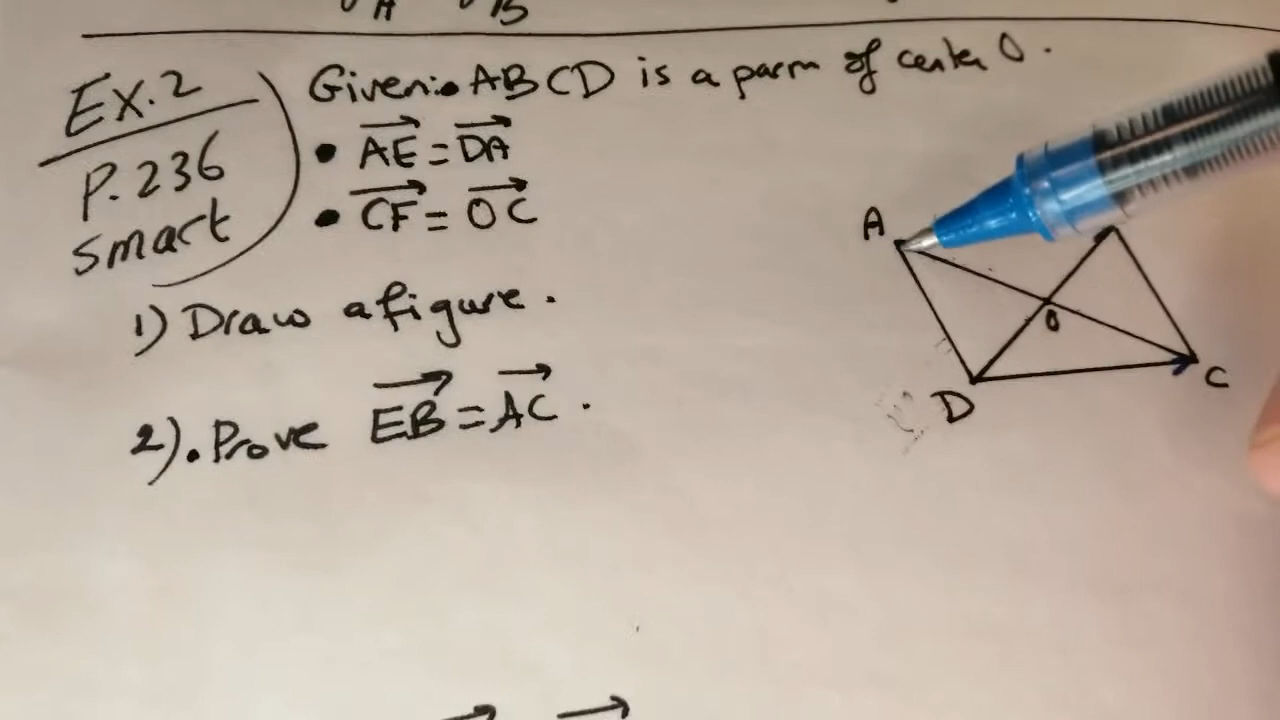 A B
Ex.2
P.236
smart
Given: • ABCD is a parm of center O.
• AE = DA
• CF = OC
1) Draw a figure.
2). Prove EB = AC.
A
O
D
C